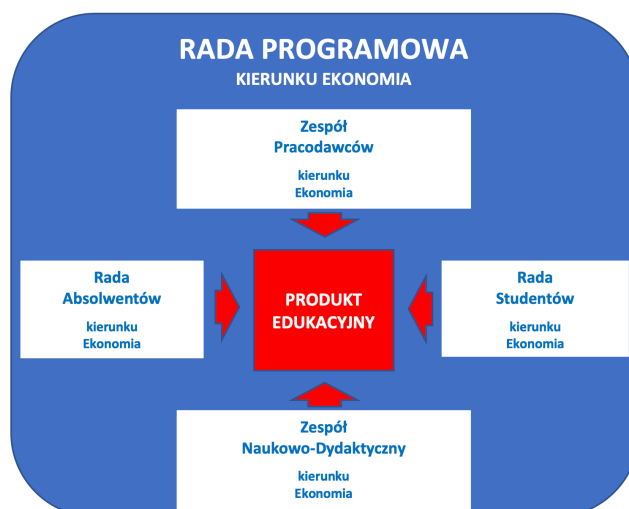 RADA PROGRAMOWA
KIERUNKU EKONOMIA
Zespół
Pracodawców
kierunku
Ekonomia
Rada
Absolwentów
kierunku
Ekonomia
PRODUKT
EDUKACYJNY
Rada
Studentów
kierunku
Ekonomia
Zespół
Naukowo-Dydaktyczny
kierunku
Ekonomia